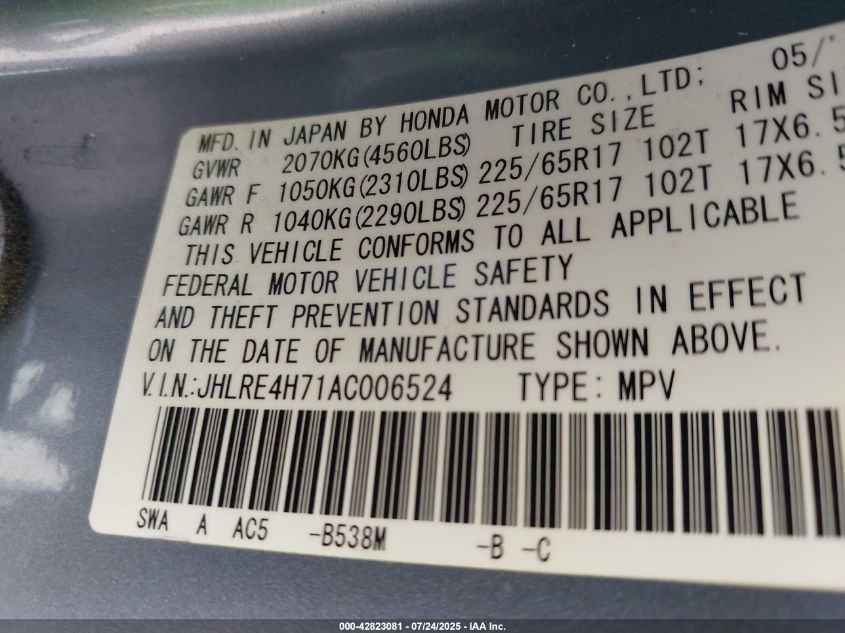 MFD. IN JAPAN BY HONDA MOTOR CO.,LTD; 05/
GVWR 2070KG(4560LBS) TIRE SIZE RIM SI
GAWR F 1050KG(2310LBS) 225/65R17 102T 17X6.5
GAWR R 1040KG(2290LBS) 225/65R17 102T 17X6.5
THIS VEHICLE CONFORMS TO ALL APPLICABLE
FEDERAL MOTOR VEHICLE SAFETY
AND THEFT PREVENTION STANDARDS IN EFFECT
ON THE DATE OF MANUFACTURE SHOWN ABOVE.
V.I.N.:JHLRE4H71AC006524 TYPE: MPV
SWA A AC5 -B538M -B -C
000-42823081 - 07/24/2025 - IAA Inc.